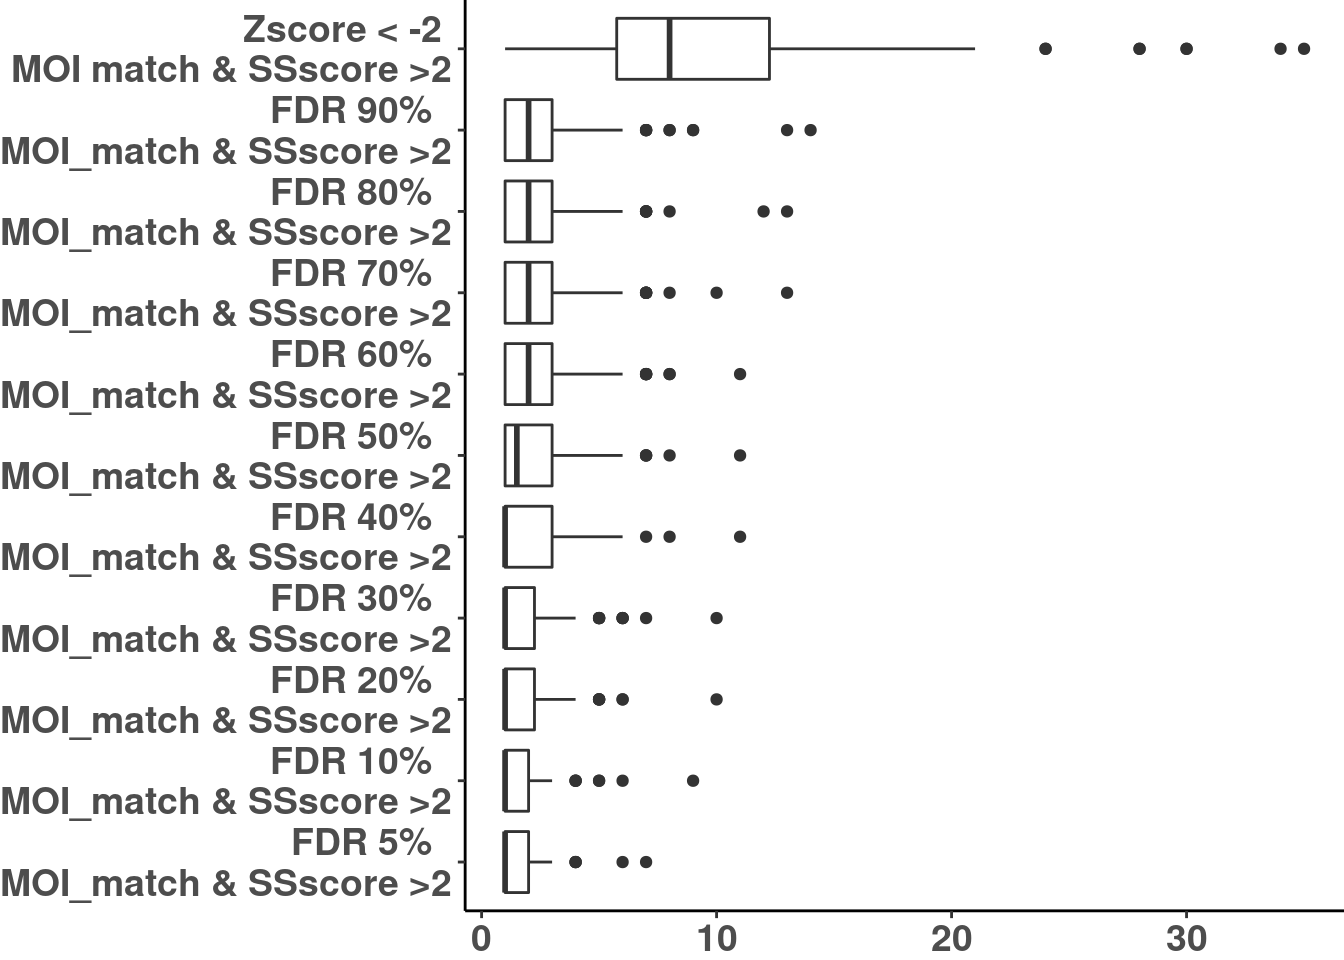 Zscore < -2
MOI match & SSscore >2
FDR 90%
MOI_match & SSscore >2
FDR 80%
MOI_match & SSscore >2
FDR 70%
MOI_match & SSscore >2
FDR 60%
MOI_match & SSscore >2
FDR 50%
MOI_match & SSscore >2
FDR 40%
MOI_match & SSscore >2
FDR 30%
MOI_match & SSscore >2
FDR 20%
MOI_match & SSscore >2
FDR 10%
MOI_match & SSscore >2
FDR 5%
MOI_match & SSscore >2
0 10 20 30